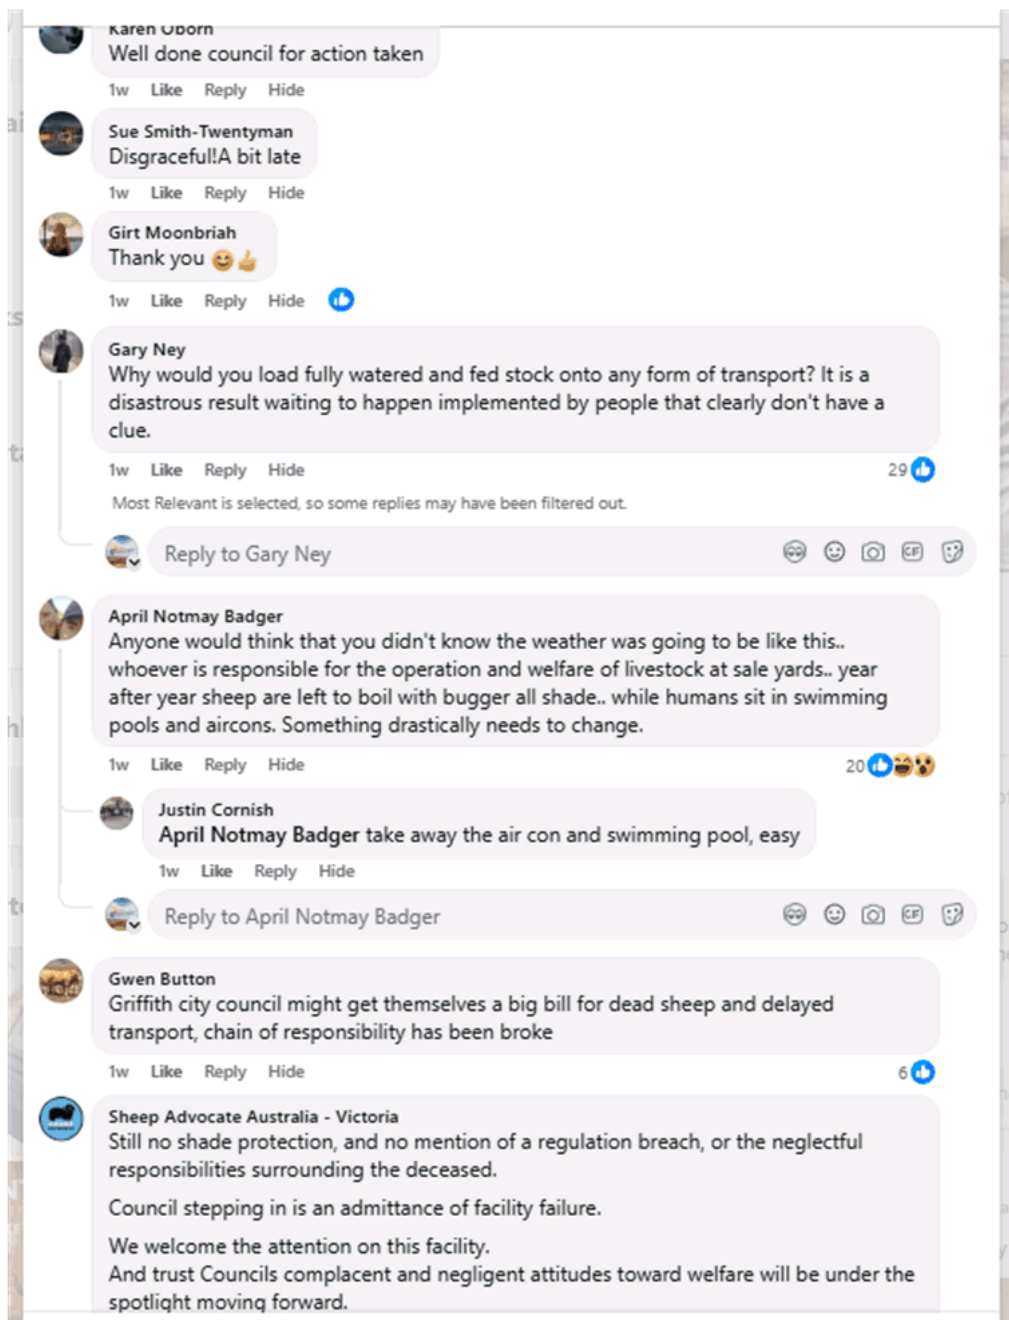 Karen Oborn
Well done council for action taken
1w Like Reply Hide
Sue Smith-Twentyman
Disgraceful!A bit late
1w Like Reply Hide
Girt Moonbriah
Thank you 😊👍
1w Like Reply Hide
Gary Ney
Why would you load fully watered and fed stock onto any form of transport? It is a
disastrous result waiting to happen implemented by people that clearly don't have a
clue.
1w Like Reply Hide 29
Most Relevant is selected, so some replies may have been filtered out.
Reply to Gary Ney
April Notmay Badger
Anyone would think that you didn't know the weather was going to be like this..
whoever is responsible for the operation and welfare of livestock at sale yards.. year
after year sheep are left to boil with bugger all shade.. while humans sit in swimming
pools and aircons. Something drastically needs to change.
1w Like Reply Hide 20
Justin Cornish
April Notmay Badger take away the air con and swimming pool, easy
1w Like Reply Hide
Reply to April Notmay Badger
Gwen Button
Griffith city council might get themselves a big bill for dead sheep and delayed
transport, chain of responsibility has been broke
1w Like Reply Hide 6
Sheep Advocate Australia - Victoria
Still no shade protection, and no mention of a regulation breach, or the neglectful
responsibilities surrounding the deceased.
Council stepping in is an admittance of facility failure.
We welcome the attention on this facility.
And trust Councils complacent and negligent attitudes toward welfare will be under the
spotlight moving forward.